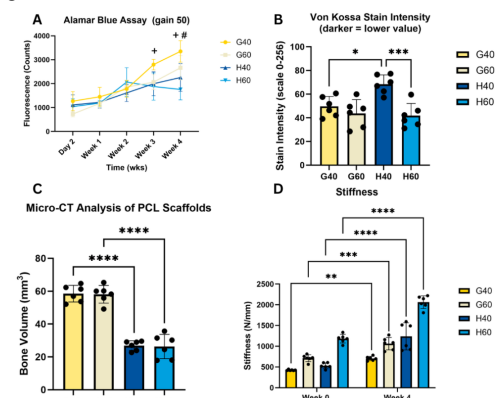 A
Alamar Blue Assay (gain 50)
Fluorescence (Counts)
5000
4000
3000
2000
1000
0
+
+ #
Day 2
Week 1
Week 2
Week 3
Week 4
Time (wks)
G40
G60
H40
H60
B
Von Kossa Stain Intensity
(darker = lower value)
Stain Intensity (scale 0-256)
100
80
60
40
20
0
*
***
G40
G60
H40
H60
G40
G60
H40
H60
C
Micro-CT Analysis of PCL Scaffolds
Bone Volume (mm³)
80
60
40
20
0
****
****
D
Stiffness
Stiffness (N/mm)
2500
2000
1500
1000
500
0
****
****
***
**
Week 0
Week 4
G40
G60
H40
H60